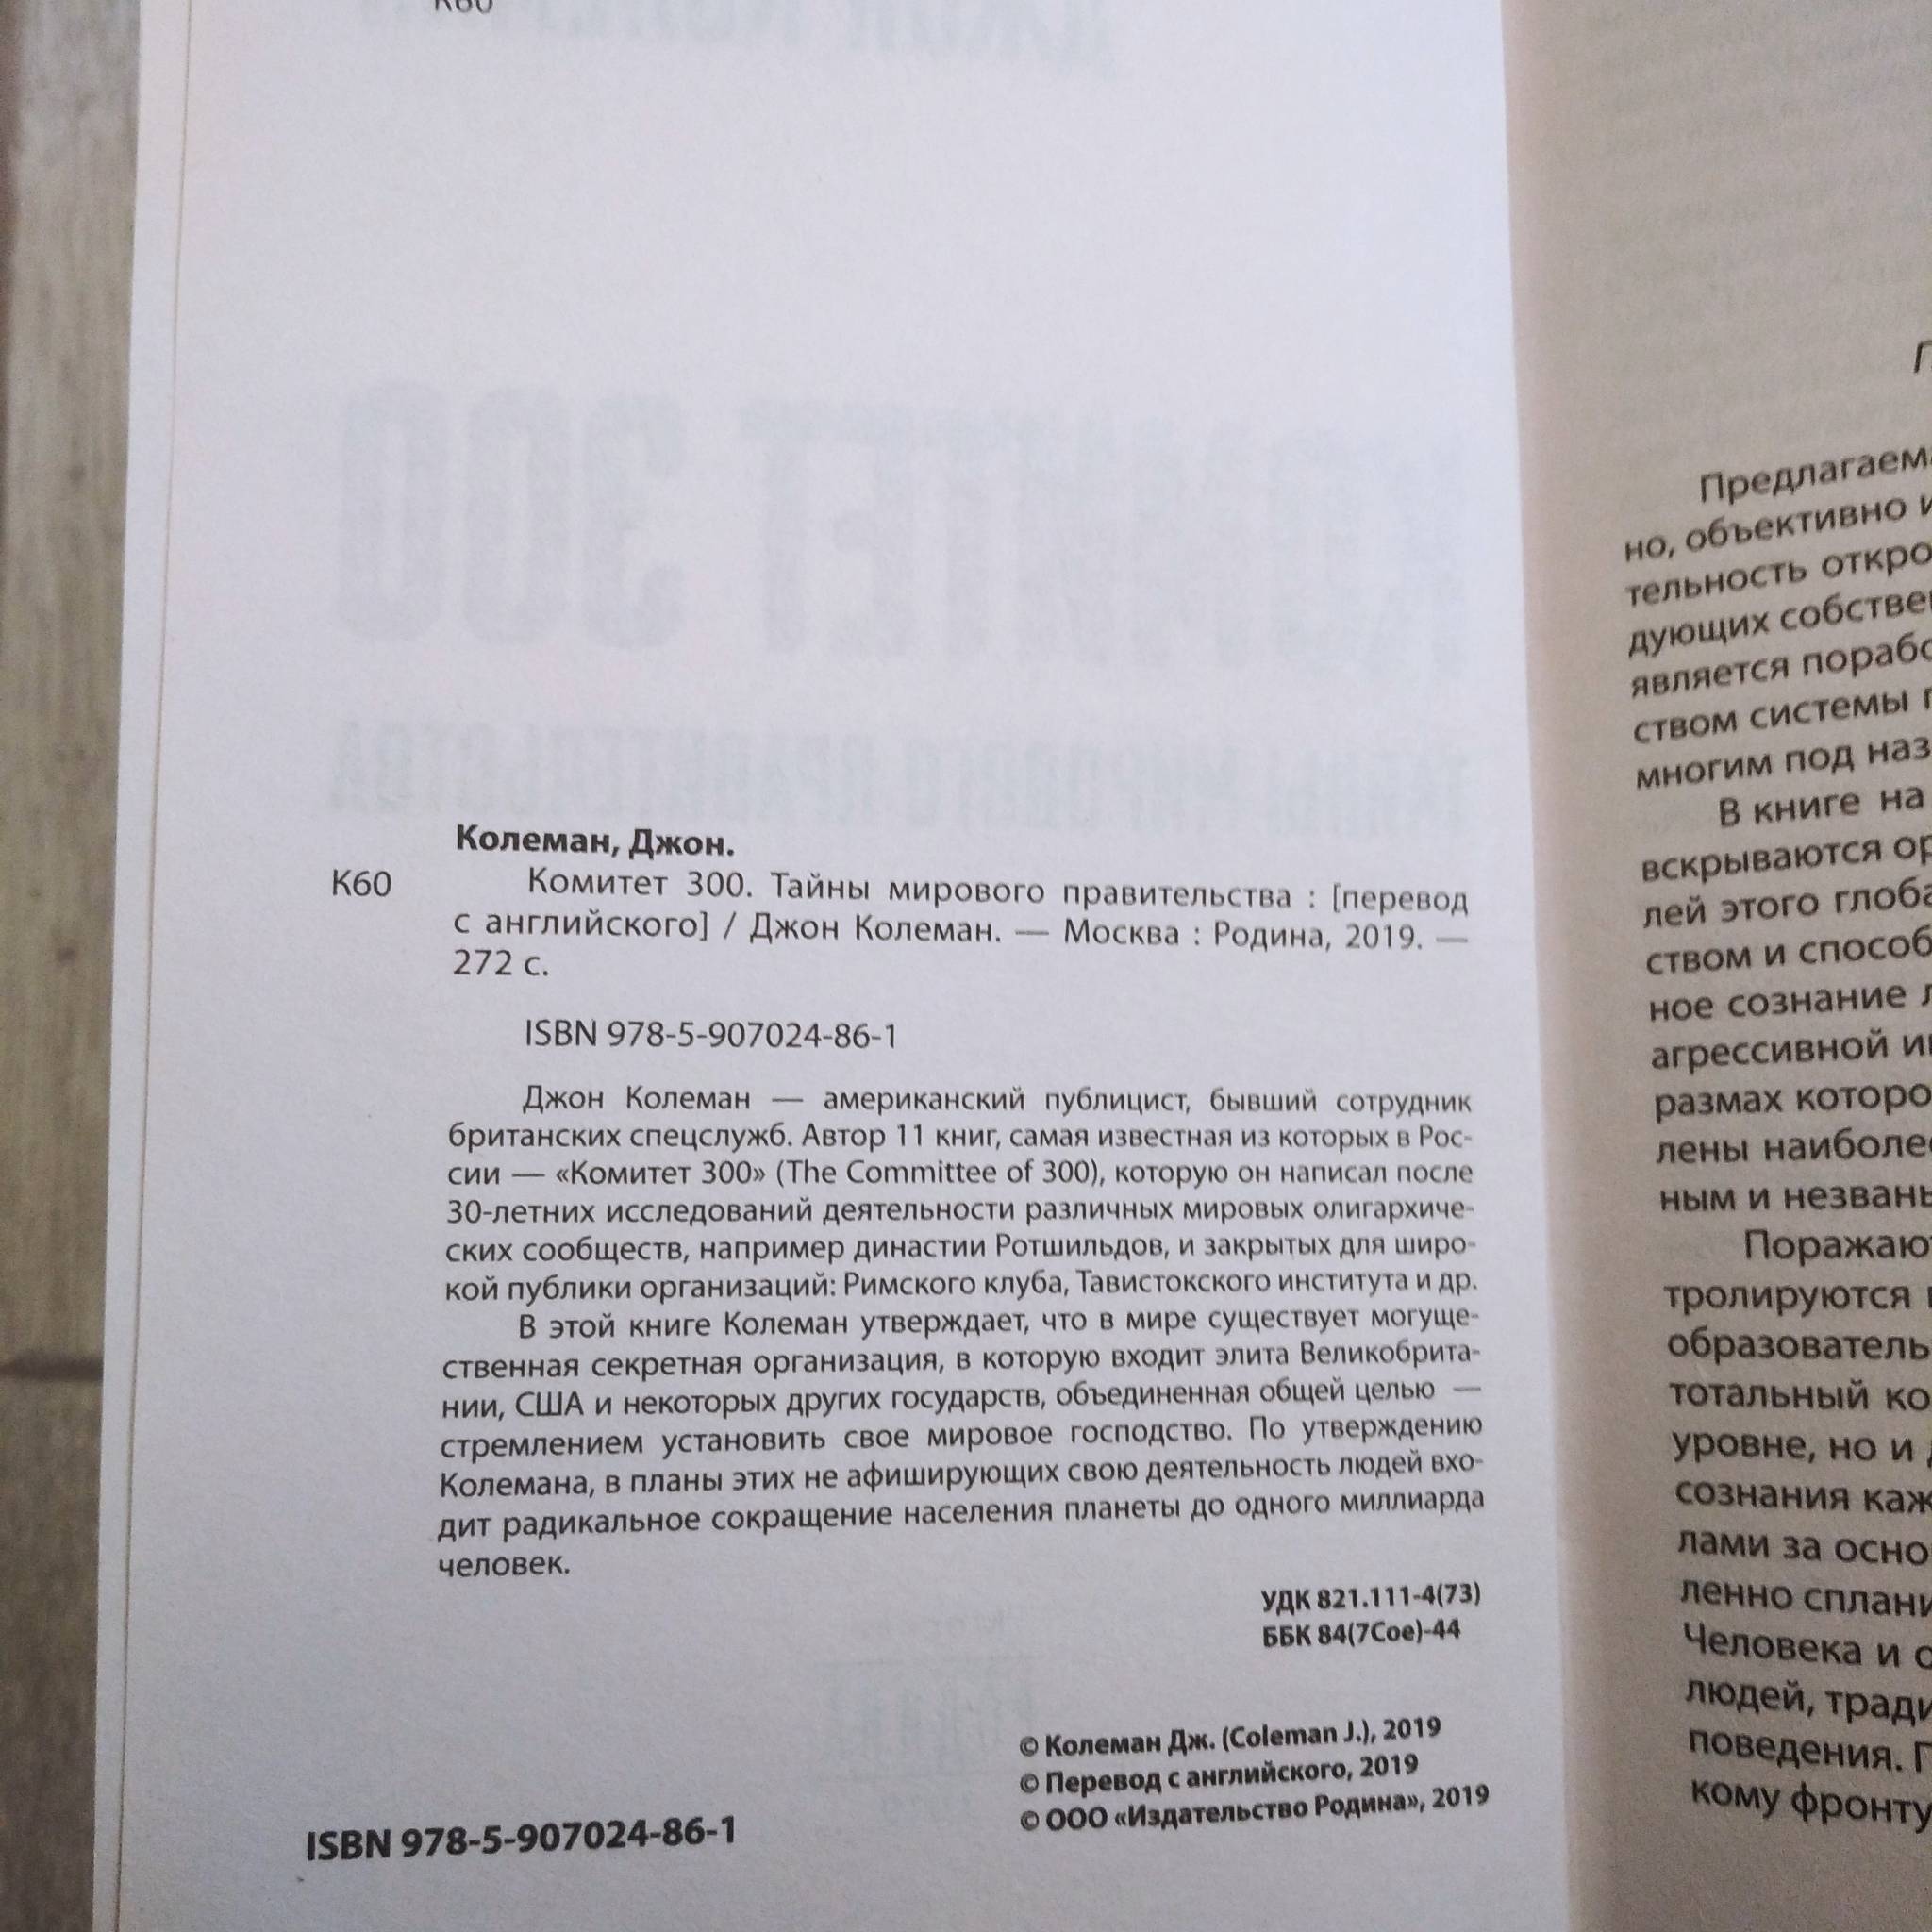 К60
Колеман, Джон.
К60 Комитет 300. Тайны мирового правительства : [перевод
с английского] / Джон Колеман. — Москва : Родина, 2019. —
272 с.
ISBN 978-5-907024-86-1
Джон Колеман — американский публицист, бывший сотрудник
британских спецслужб. Автор 11 книг, самая известная из которых в Рос-
сии — «Комитет 300» (The Committee of 300), которую он написал после
30-летних исследований деятельности различных мировых олигархиче-
ских сообществ, например династии Ротшильдов, и закрытых для широ-
кой публики организаций: Римского клуба, Тавистокского института и др.
В этой книге Колеман утверждает, что в мире существует могуще-
ственная секретная организация, в которую входит элита Великобрита-
нии, США и некоторых других государств, объединенная общей целью —
стремлением установить свое мировое господство. По утверждению
Колемана, в планы этих не афиширующих свою деятельность людей вхо-
дит радикальное сокращение населения планеты до одного миллиарда
человек.
УДК 821.111-4(73)
ББК 84(7Сое)-44
© Колеман Дж. (Coleman J.), 2019
© Перевод с английского, 2019
© ООО «Издательство Родина», 2019
ISBN 978-5-907024-86-1
Предлагаем
но, объективно
тельность откро
дующих собстве
является порабо
ством системы
многим под наз
В книге на
вскрываются ор
лей этого глоба
ством и способ
ное сознание
агрессивной
размах которо
лены наиболе
ным и незван
Поражаю
тролируются
образователь
тотальный ко
уровне, но и
сознания каж
лами за осно
ленно сплани
Человека и о
людей, тради
поведения.
кому фронту